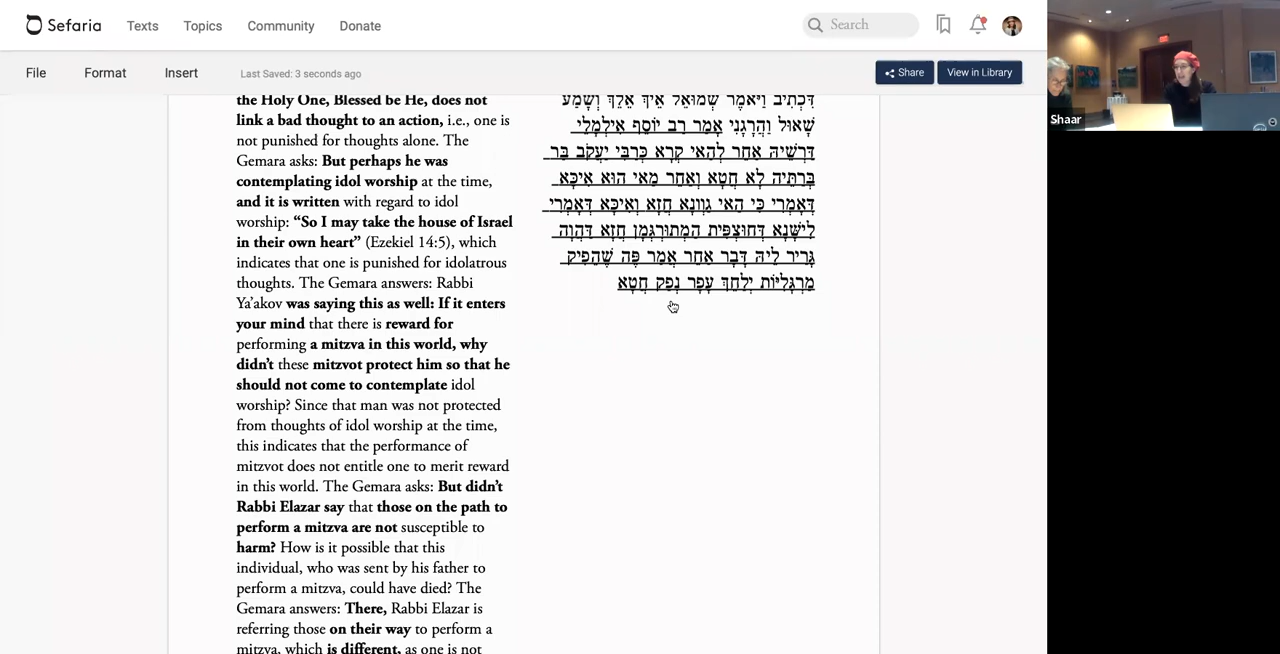 Sefaria Texts Topics Community Donate Search
File Format Insert Last Saved: 3 seconds ago Share View in Library
the Holy One, Blessed be He, does not
link a bad thought to an action, i.e., one is
not punished for thoughts alone. The
Gemara asks: But perhaps he was
contemplating idol worship at the time,
and it is written with regard to idol
worship: “So I may take the house of Israel
in their own heart” (Ezekiel 14:5), which
indicates that one is punished for idolatrous
thoughts. The Gemara answers: Rabbi
Ya’akov was saying this as well: If it enters
your mind that there is reward for
performing a mitzva in this world, why
didn’t these mitzvot protect him so that he
should not come to contemplate idol
worship? Since that man was not protected
from thoughts of idol worship at the time,
this indicates that the performance of
mitzvot does not entitle one to merit reward
in this world. The Gemara asks: But didn’t
Rabbi Elazar say that those on the path to
perform a mitzva are not susceptible to
harm? How is it possible that this
individual, who was sent by his father to
perform a mitzva, could have died? The
Gemara answers: There, Rabbi Elazar is
referring those on their way to perform a
mitzva, which is different, as one is not
דִּכְתִיב וַיֹּאמֶר שְׁמוּאֵל אֵיךְ אֵלֵךְ וְשָׁמַע
שָׁאוּל וַהֲרָגָנִי אָמַר רַב יוֹסֵף אִילְמָלֵי
דַּרְשֵׁיהּ אַחֵר לְהַאי קְרָא כְּרַבִּי יַעֲקֹב בַּר
בְּרַתֵּיהּ לָא חֲטָא וְאַחֵר מַאי הוּא אִיכָּא
דְּאָמְרִי כִּי הַאי גַוְונָא חֲזָא וְאִיכָּא דְּאָמְרִי
לִישָּׁנָא דְּחוּצְפִּית הַמְתוּרְגְּמָן חֲזָא דַּהֲוָה
גָּרֵיר לֵיהּ דָּבָר אַחֵר אֲמַר פֶּה שֶׁהֵפִיק
מַרְגָּלִיּוֹת יְלַחֵךְ עָפָר נְפַק חֲטָא
Shaar